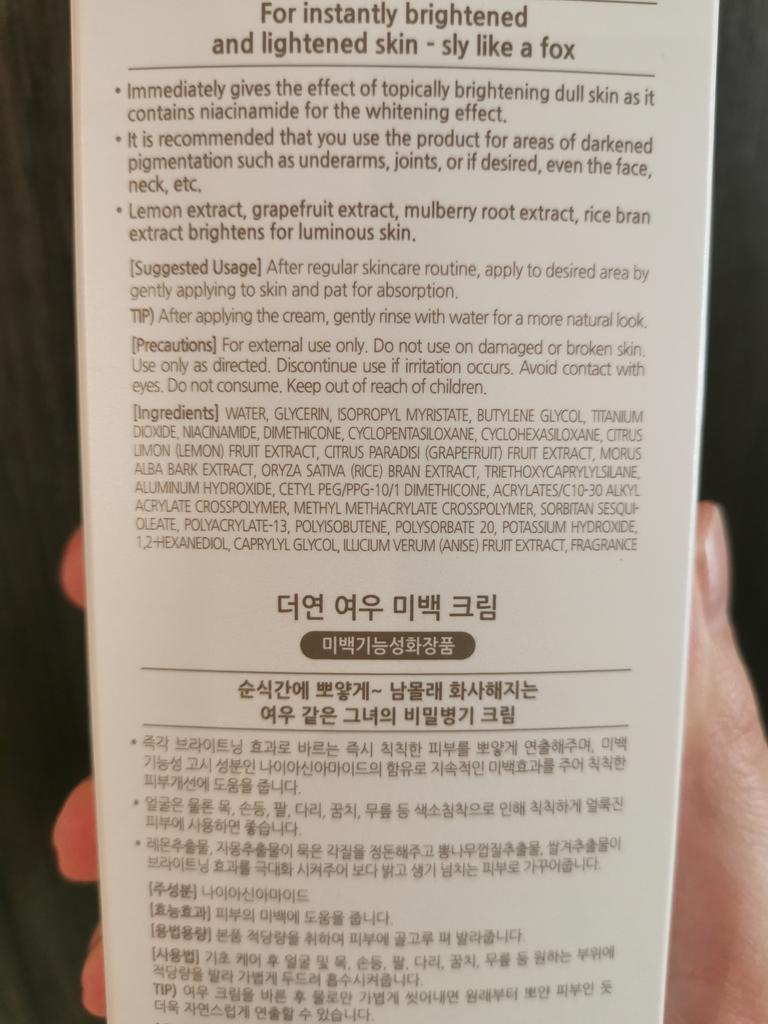 For instantly brightened
and lightened skin - sly like a fox
• Immediately gives the effect of topically brightening dull skin as it
contains niacinamide for the whitening effect.
• It is recommended that you use the product for areas of darkened
pigmentation such as underarms, joints, or if desired, even the face,
neck, etc.
• Lemon extract, grapefruit extract, mulberry root extract, rice bran
extract brightens for luminous skin.
[Suggested Usage] After regular skincare routine, apply to desired area by
gently applying to skin and pat for absorption.
TIP) After applying the cream, gently rinse with water for a more natural look.
[Precautions] For external use only. Do not use on damaged or broken skin.
Use only as directed. Discontinue use if irritation occurs. Avoid contact with
eyes. Do not consume. Keep out of reach of children.
[Ingredients] WATER, GLYCERIN, ISOPROPYL MYRISTATE, BUTYLENE GLYCOL, TITANIUM
DIOXIDE, NIACINAMIDE, DIMETHICONE, CYCLOPENTASILOXANE, CYCLOHEXASILOXANE, CITRUS
LIMON (LEMON) FRUIT EXTRACT, CITRUS PARADISI (GRAPEFRUIT) FRUIT EXTRACT, MORUS
ALBA BARK EXTRACT, ORYZA SATIVA (RICE) BRAN EXTRACT, TRIETHOXYCAPRYLYLSILANE,
ALUMINUM HYDROXIDE, CETYL PEG/PPG-10/1 DIMETHICONE, ACRYLATES/C10-30 ALKYL
ACRYLATE CROSSPOLYMER, METHYL METHACRYLATE CROSSPOLYMER, SORBITAN SESQUI-
OLEATE, POLYACRYLATE-13, POLYISOBUTENE, POLYSORBATE 20, POTASSIUM HYDROXIDE,
1,2-HEXANEDIOL, CAPRYLYL GLYCOL, ILLICIUM VERUM (ANISE) FRUIT EXTRACT, FRAGRANCE
더연 여우 미백 크림
미백기능성화장품
순식간에 뽀얗게~ 남몰래 화사해지는
여우 같은 그녀의 비밀병기 크림
• 즉각 브라이트닝 효과로 바르는 즉시 칙칙한 피부를 뽀얗게 연출해주며, 미백
기능성 고시 성분인 나이아신아마이드의 함유로 지속적인 미백효과를 주어 칙칙한
피부개선에 도움을 줍니다.
• 얼굴은 물론 목, 손등, 팔, 다리, 꿈치, 무릎 등 색소침착으로 인해 칙칙하게 얼룩진
피부에 사용하면 좋습니다.
• 레몬추출물, 자몽추출물이 묵은 각질을 정돈해주고 뽕나무껍질추출물, 쌀겨추출물이
브라이트닝 효과를 극대화 시켜주어 보다 밝고 생기 넘치는 피부로 가꾸어줍니다.
[주성분] 나이아신아마이드
[효능효과] 피부의 미백에 도움을 줍니다.
[용법용량] 본품 적당량을 취하여 피부에 골고루 펴 발라줍니다.
[사용법] 기초 케어 후 얼굴 및 목, 손등, 팔, 다리, 꿈치, 무릎 등 원하는 부위에
적당량을 발라 가볍게 두드려 흡수시켜줍니다.
TIP) 여우 크림을 바른 후 물로만 가볍게 씻어내면 원래부터 뽀얀 피부인 듯
더욱 자연스럽게 연출할 수 있습니다.